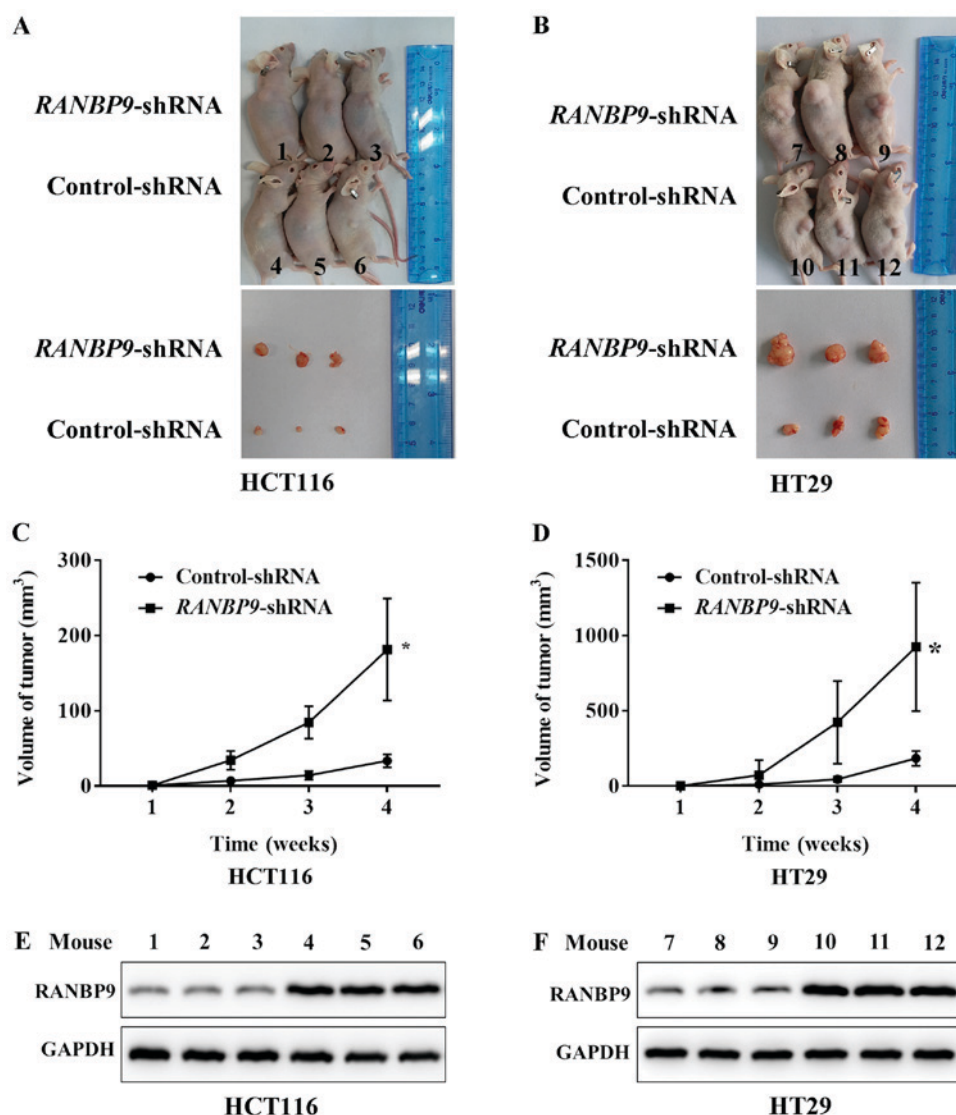 A
RANBP9-shRNA
1 2 3
Control-shRNA
4 5 6
RANBP9-shRNA
Control-shRNA
HCT116
B
RANBP9-shRNA
7 8 9
Control-shRNA
10 11 12
RANBP9-shRNA
Control-shRNA
HT29
C
Volume of tumor (mm³)
300
200
100
0
Control-shRNA
RANBP9-shRNA
*
1 2 3 4
Time (weeks)
HCT116
D
Volume of tumor (mm³)
1500
1000
500
0
Control-shRNA
RANBP9-shRNA
*
1 2 3 4
Time (weeks)
HT29
E Mouse 1 2 3 4 5 6
RANBP9
GAPDH
HCT116
F Mouse 7 8 9 10 11 12
RANBP9
GAPDH
HT29